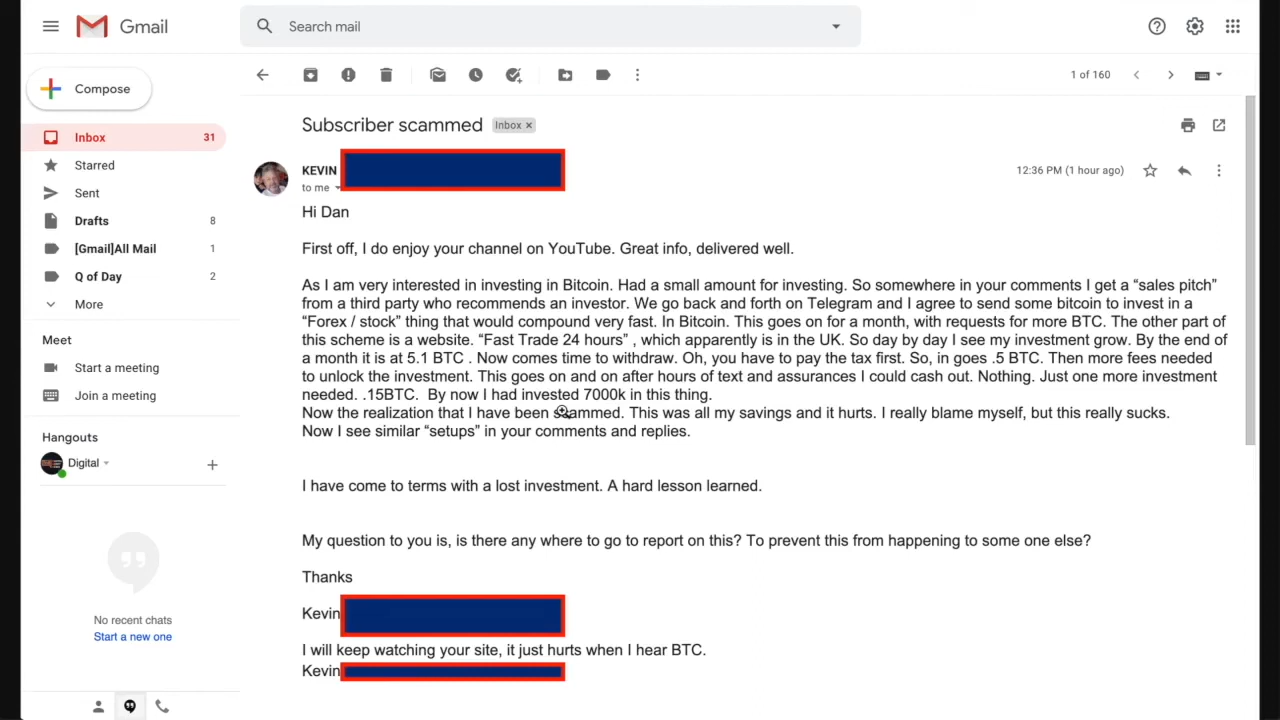 Gmail
Search mail
Compose
1 of 160
Inbox 31
Starred
Sent
Drafts 8
[Gmail]All Mail 1
Q of Day 2
More
Meet
Start a meeting
Join a meeting
Hangouts
Digital
No recent chats
Start a new one
Subscriber scammed Inbox ×
KEVIN
12:36 PM (1 hour ago)
to me
Hi Dan
First off, I do enjoy your channel on YouTube. Great info, delivered well.
As I am very interested in investing in Bitcoin. Had a small amount for investing. So somewhere in your comments I get a “sales pitch”
from a third party who recommends an investor. We go back and forth on Telegram and I agree to send some bitcoin to invest in a
“Forex / stock” thing that would compound very fast. In Bitcoin. This goes on for a month, with requests for more BTC. The other part of
this scheme is a website. “Fast Trade 24 hours” , which apparently is in the UK. So day by day I see my investment grow. By the end of
a month it is at 5.1 BTC . Now comes time to withdraw. Oh, you have to pay the tax first. So, in goes .5 BTC. Then more fees needed
to unlock the investment. This goes on and on after hours of text and assurances I could cash out. Nothing. Just one more investment
needed. .15BTC. By now I had invested 7000k in this thing.
Now the realization that I have been scammed. This was all my savings and it hurts. I really blame myself, but this really sucks.
Now I see similar “setups” in your comments and replies.
I have come to terms with a lost investment. A hard lesson learned.
My question to you is, is there any where to go to report on this? To prevent this from happening to some one else?
Thanks
Kevin
I will keep watching your site, it just hurts when I hear BTC.
Kevin